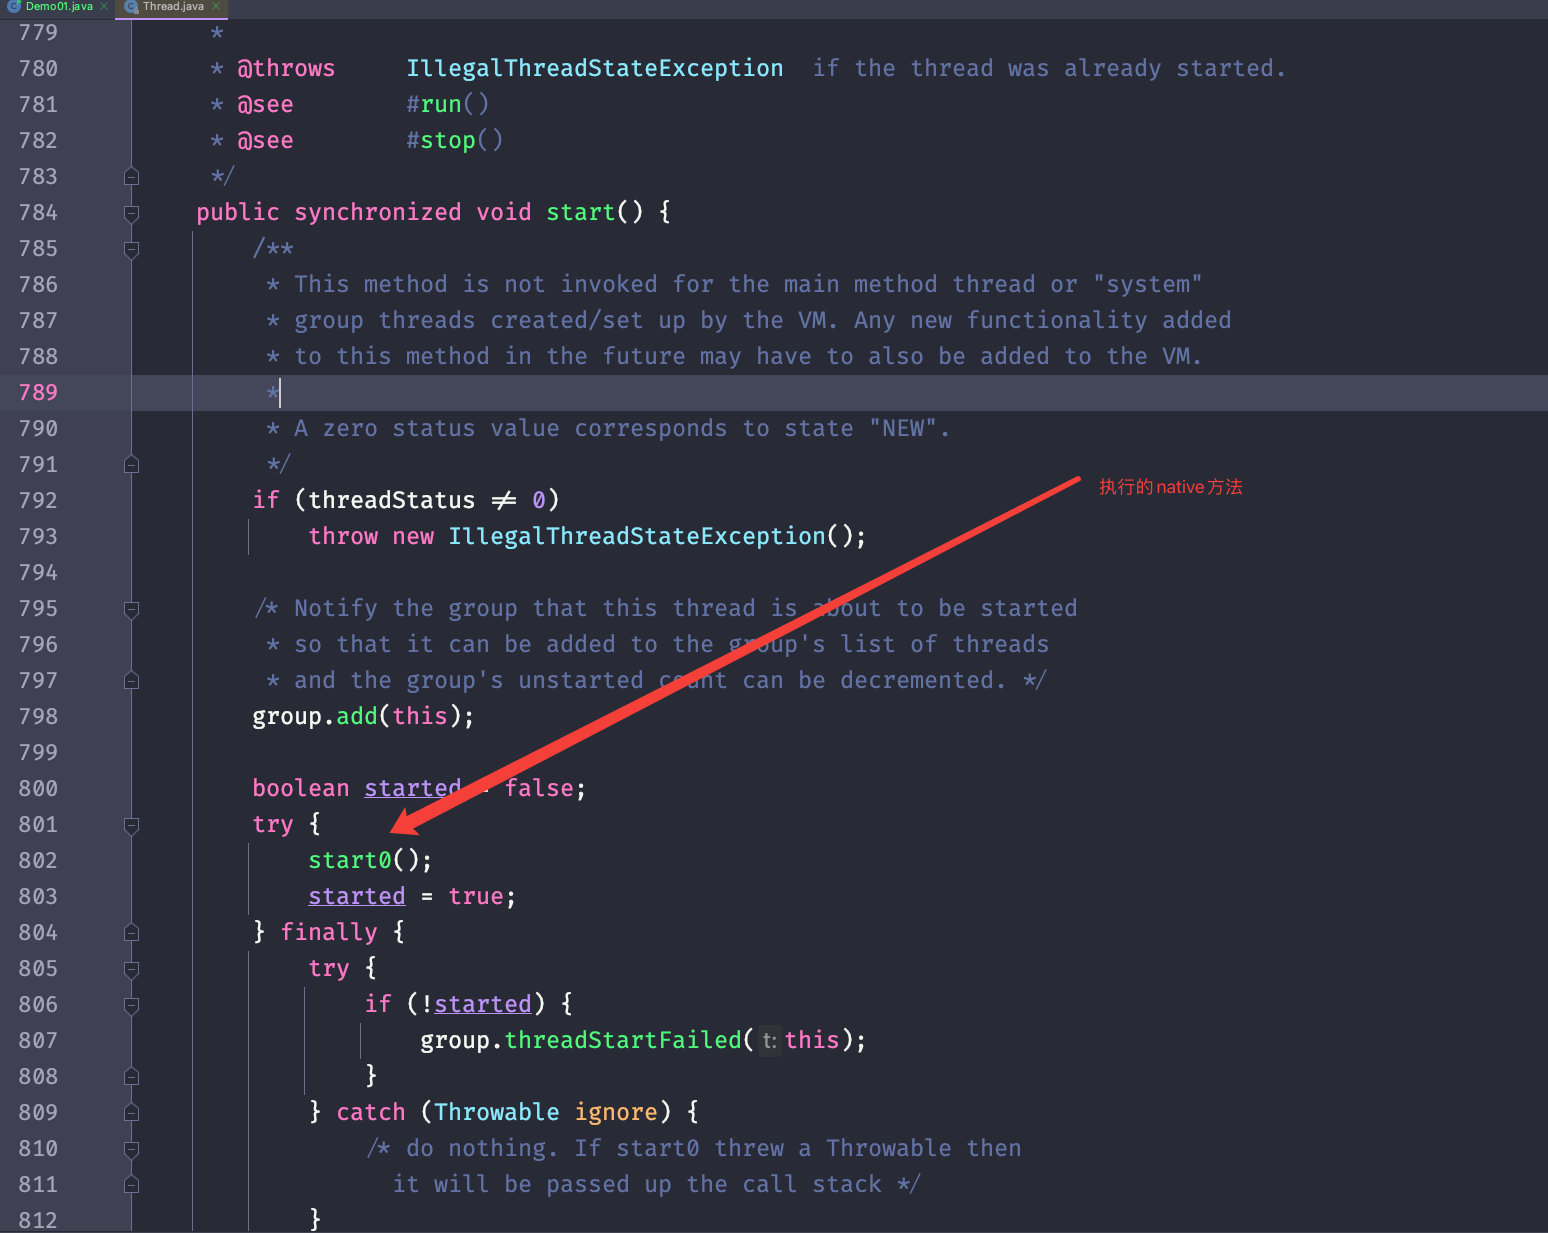 Demo01.java Thread.java
779 *
780 * @throws IllegalThreadStateException if the thread was already started.
781 * @see #run()
782 * @see #stop()
783 */
784 public synchronized void start() {
785 /**
786 * This method is not invoked for the main method thread or "system"
787 * group threads created/set up by the VM. Any new functionality added
788 * to this method in the future may have to also be added to the VM.
789 *
790 * A zero status value corresponds to state "NEW".
791 */
792 if (threadStatus ≠ 0)
执行的native方法
793 throw new IllegalThreadStateException();
794
795 /* Notify the group that this thread is about to be started
796 * so that it can be added to the group's list of threads
797 * and the group's unstarted count can be decremented. */
798 group.add(this);
799
800 boolean started = false;
801 try {
802 start0();
803 started = true;
804 } finally {
805 try {
806 if (!started) {
807 group.threadStartFailed( t: this);
808 }
809 } catch (Throwable ignore) {
810 /* do nothing. If start0 threw a Throwable then
811 it will be passed up the call stack */
812 }